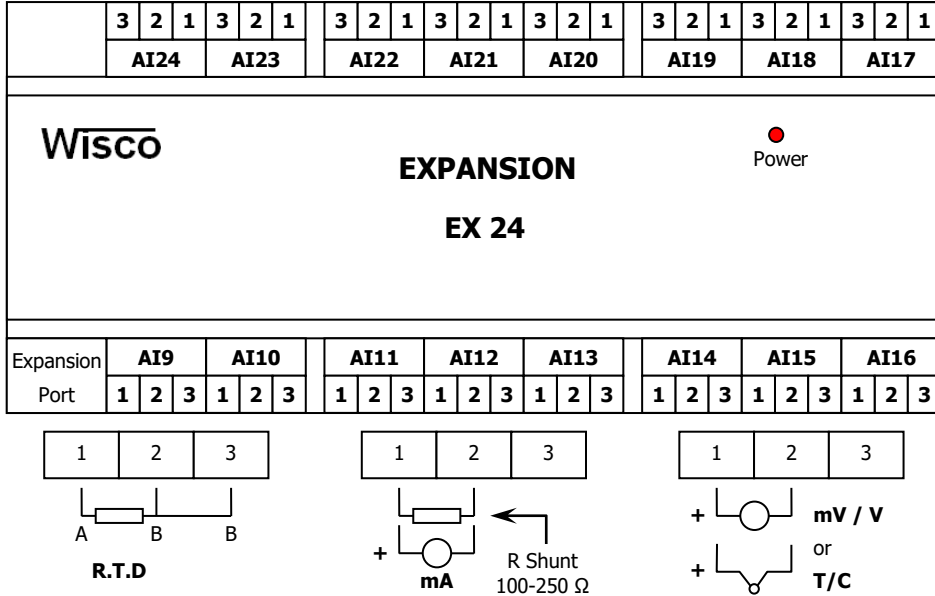 3 2 1 3 2 1 3 2 1 3 2 1 3 2 1 3 2 1 3 2 1 3 2 1
AI24 AI23 AI22 AI21 AI20 AI19 AI18 AI17
Wisco
Power
EXPANSION
EX 24
Expansion Port
AI9 AI10 AI11 AI12 AI13 AI14 AI15 AI16
1 2 3 1 2 3 1 2 3 1 2 3 1 2 3 1 2 3 1 2 3 1 2 3
1 2 3
A B B
R.T.D
1 2 3
+
mA
R Shunt
100-250 Ω
1 2 3
+ mV / V
or
+ T/C